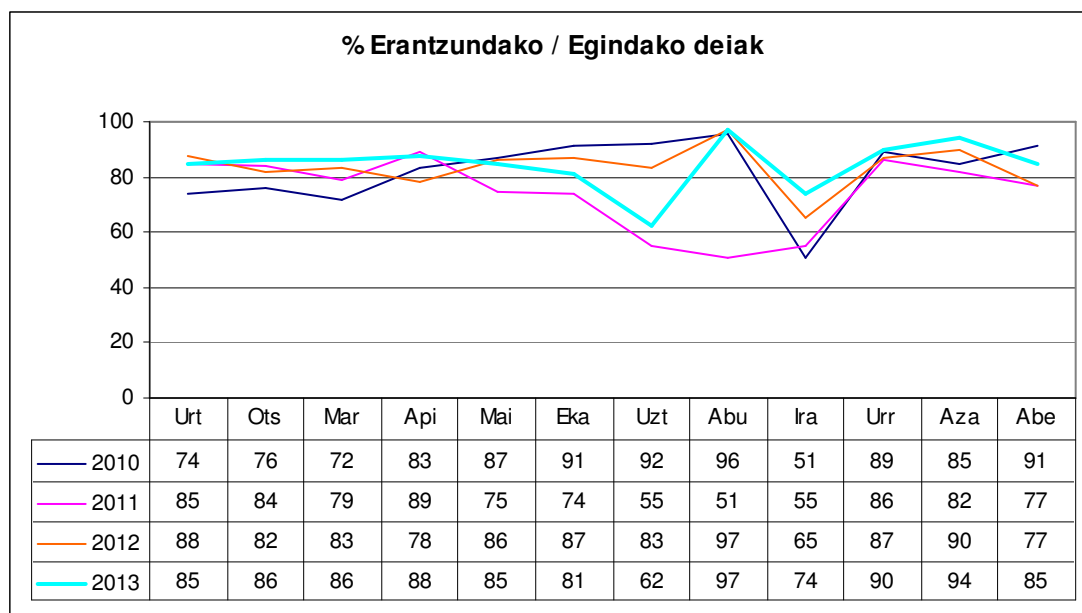 % Erantzundako / Egindako deiak
100
80
60
40
20
0
Urt Ots Mar Api Mai Eka Uzt Abu Ira Urr Aza Abe
2010 74 76 72 83 87 91 92 96 51 89 85 91
2011 85 84 79 89 75 74 55 51 55 86 82 77
2012 88 82 83 78 86 87 83 97 65 87 90 77
2013 85 86 86 88 85 81 62 97 74 90 94 85